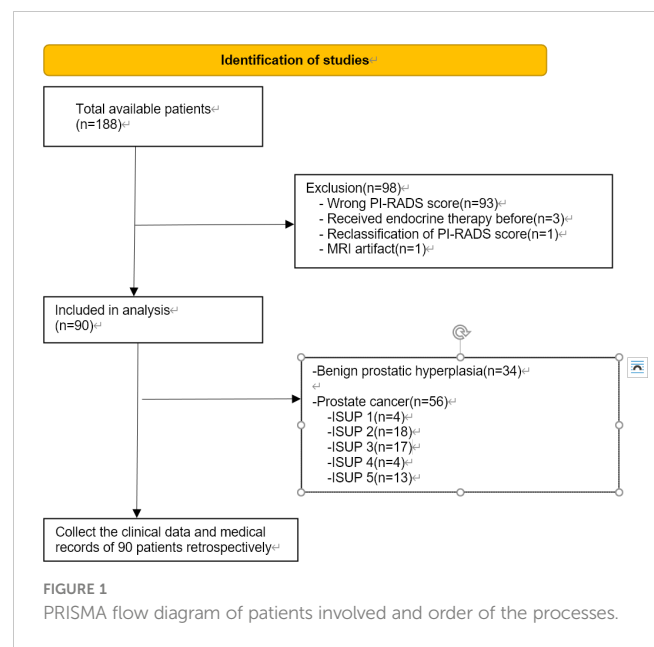 Identification of studies↵
Total available patients↵
(n=188)↵
Exclusion(n=98)↵
- Wrong PI-RADS score(n=93)↵
- Received endocrine therapy before(n=3)↵
- Reclassification of PI-RADS score(n=1)↵
- MRI artifact(n=1)↵
Included in analysis↵
(n=90)↵
-Benign prostatic hyperplasia(n=34)↵
↵
-Prostate cancer(n=56)↵
-ISUP 1(n=4)↵
-ISUP 2(n=18)↵
-ISUP 3(n=17)↵
-ISUP 4(n=4)↵
-ISUP 5(n=13)↵
Collect the clinical data and medical
records of 90 patients retrospectively↵
FIGURE 1
PRISMA flow diagram of patients involved and order of the processes.